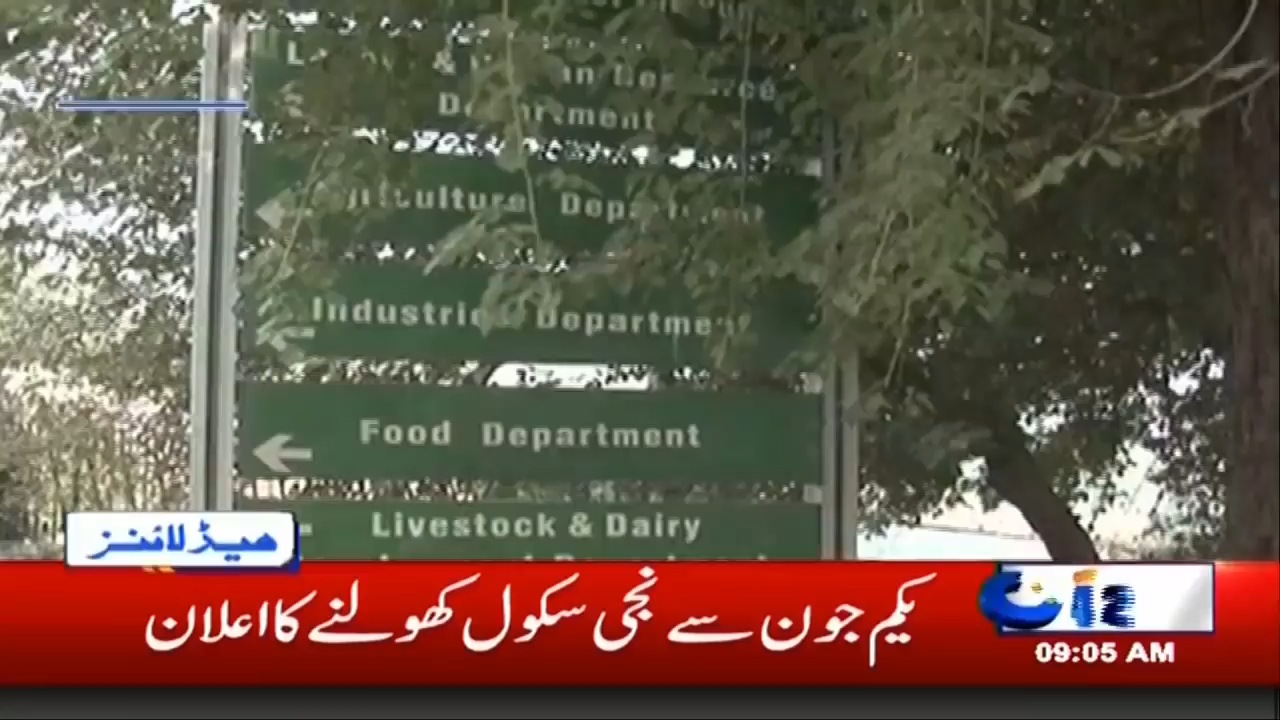 Department
Department
Industries Department
Food Department
Livestock & Dairy
ہیڈلائنز
یکم جون سے نجی سکول کھولنے کا اعلان
09:05 AM